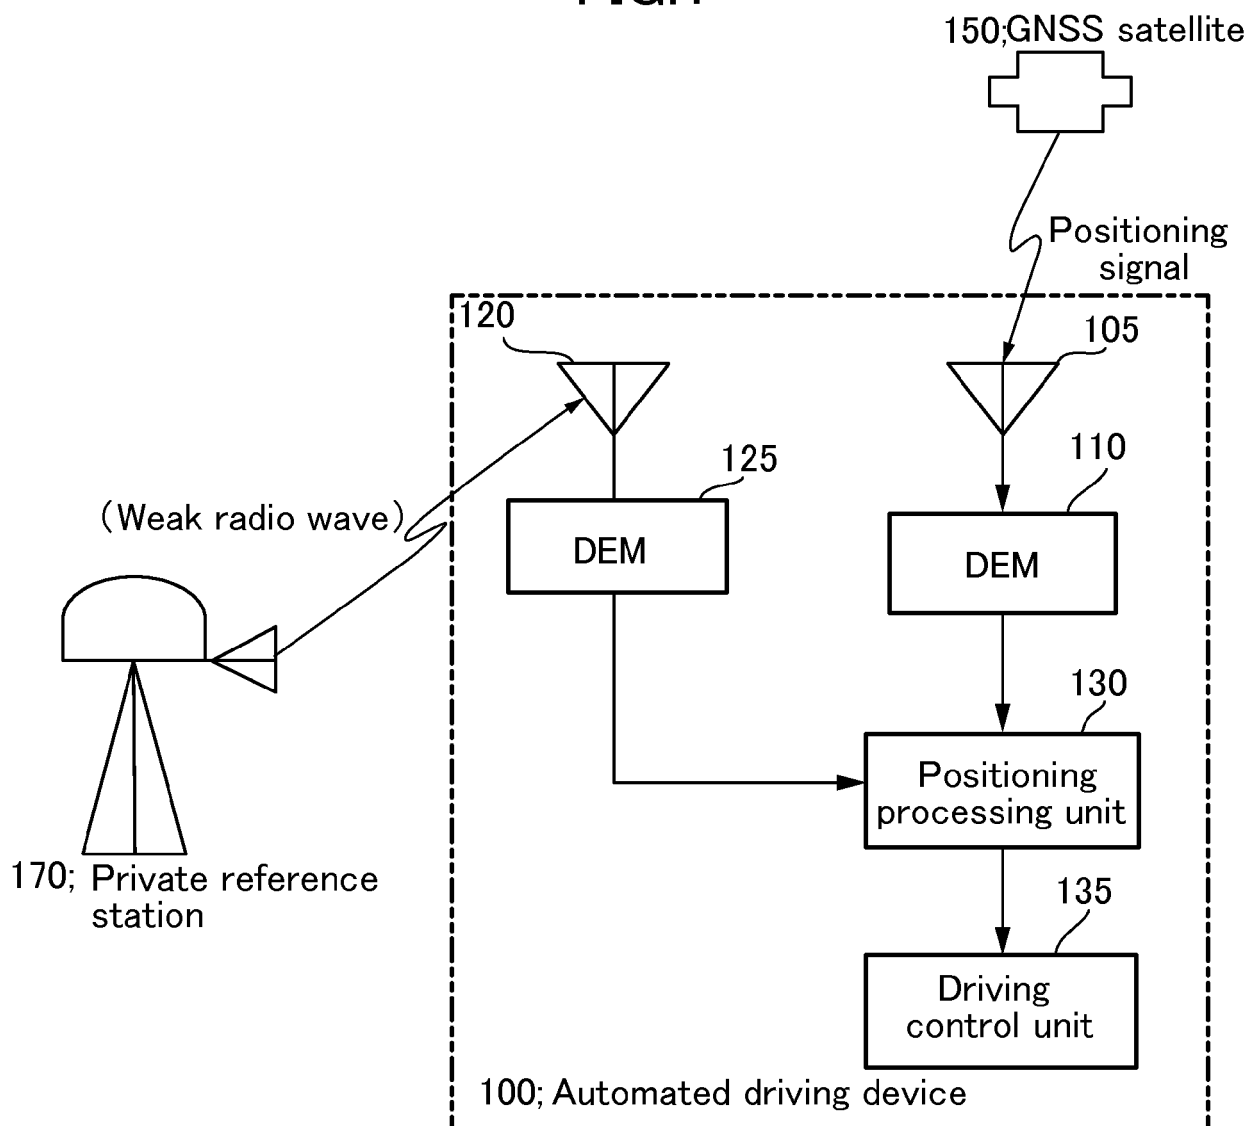 150;GNSS satellite
Positioning
signal
120
105
110
125
(Weak radio wave)
DEM
DEM
130
Positioning
processing unit
170; Private reference
station
135
Driving
control unit
100; Automated driving device